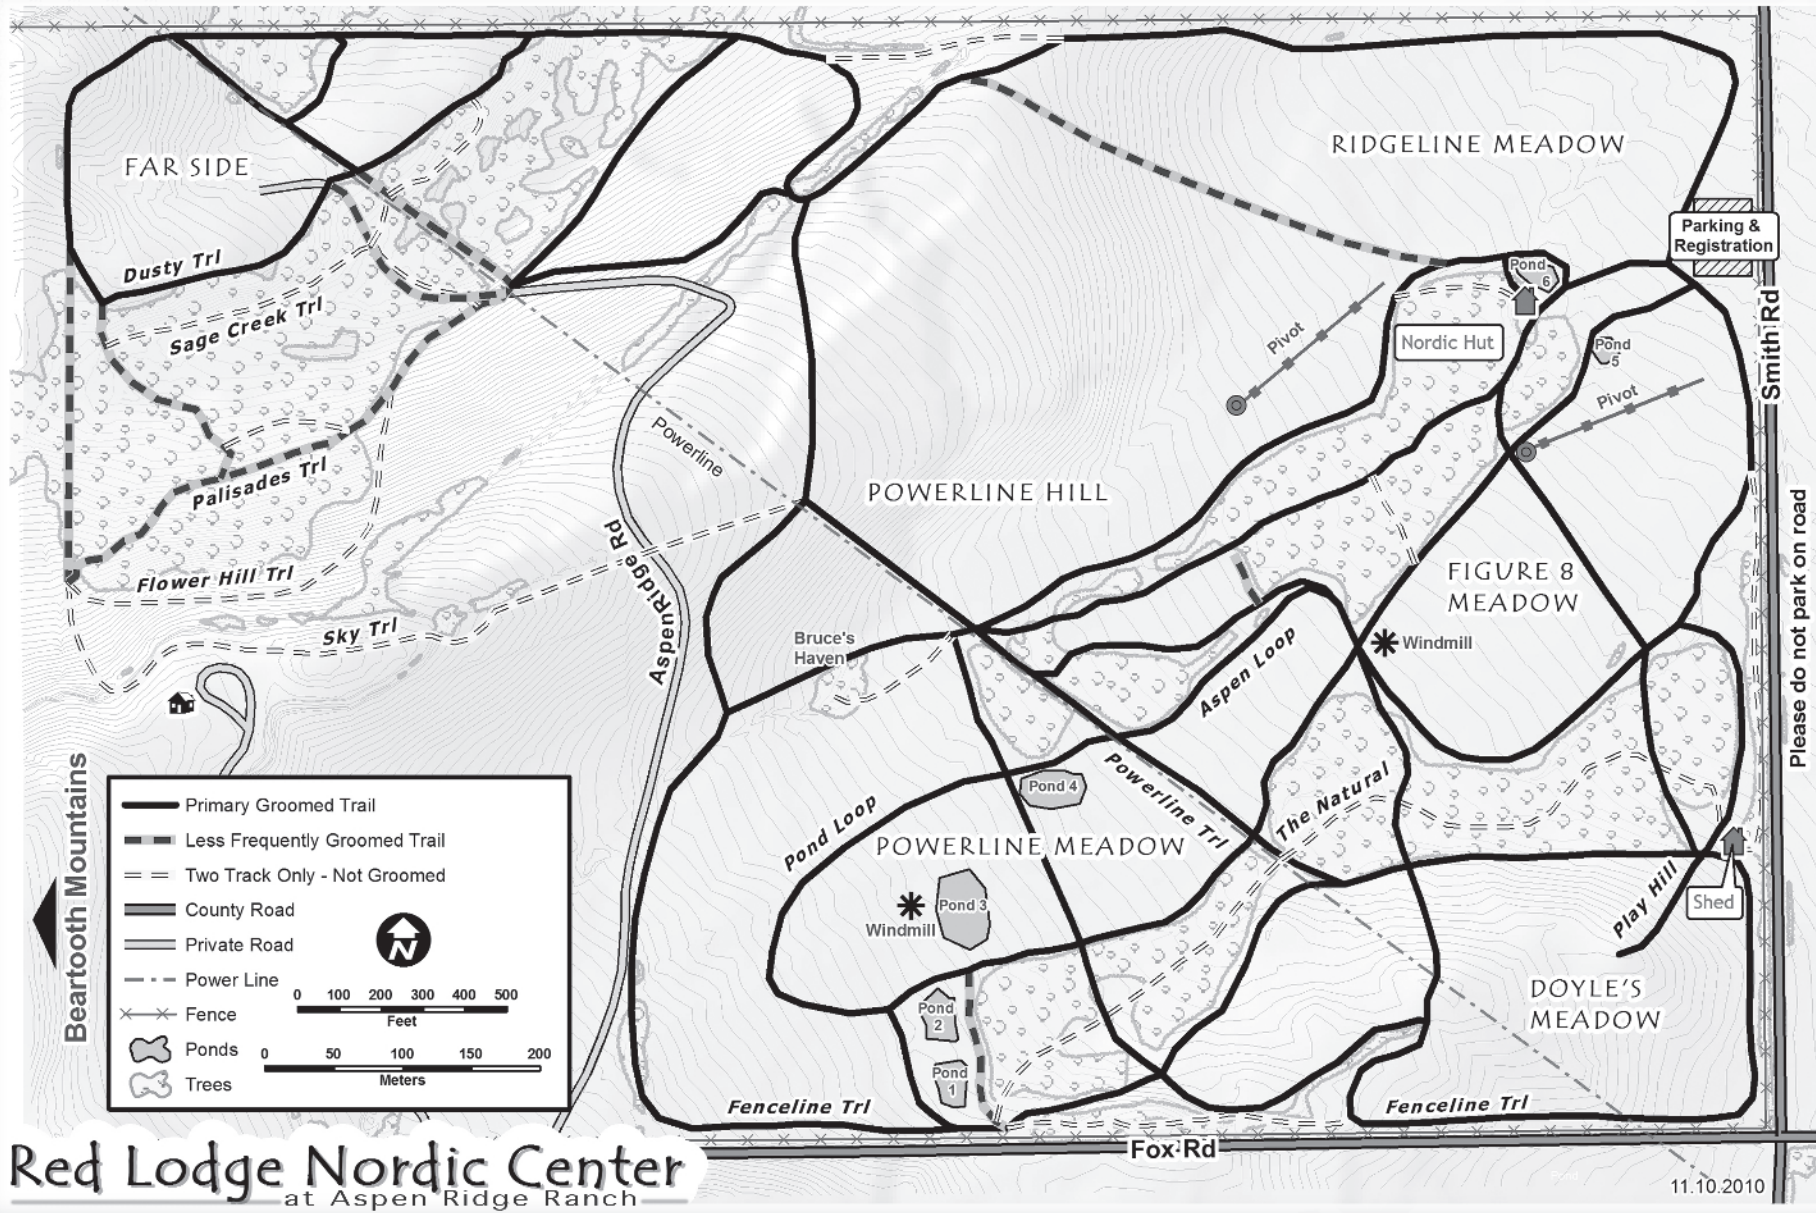 RIDGELINE MEADOW
FAR SIDE
Parking &
Registration
Dusty Trl
Pond
6
Sage Creek Trl
Pivot
Nordic Hut
Pond
5
Smith Rd
Pivot
Powerline
Palisades Trl
POWERLINE HILL
Please do not park on road
Flower Hill Trl
AspenRidge Rd
FIGURE 8
MEADOW
Sky Trl
Bruce's
Haven
Windmill
Aspen Loop
Beartooth Mountains
Primary Groomed Trail
Less Frequently Groomed Trail
Two Track Only - Not Groomed
County Road
Private Road
Power Line
Fence
Ponds
Trees
N
0 100 200 300 400 500
Feet
0 50 100 150 200
Meters
Pond 4
Powerline Trl
The Natural
Pond Loop
POWERLINE MEADOW
Windmill
Pond 3
Play Hill
Shed
Pond
2
DOYLE'S
MEADOW
Pond
1
Fenceline Trl
Fenceline Trl
Fox Rd
Red Lodge Nordic Center
at Aspen Ridge Ranch
11.10.2010